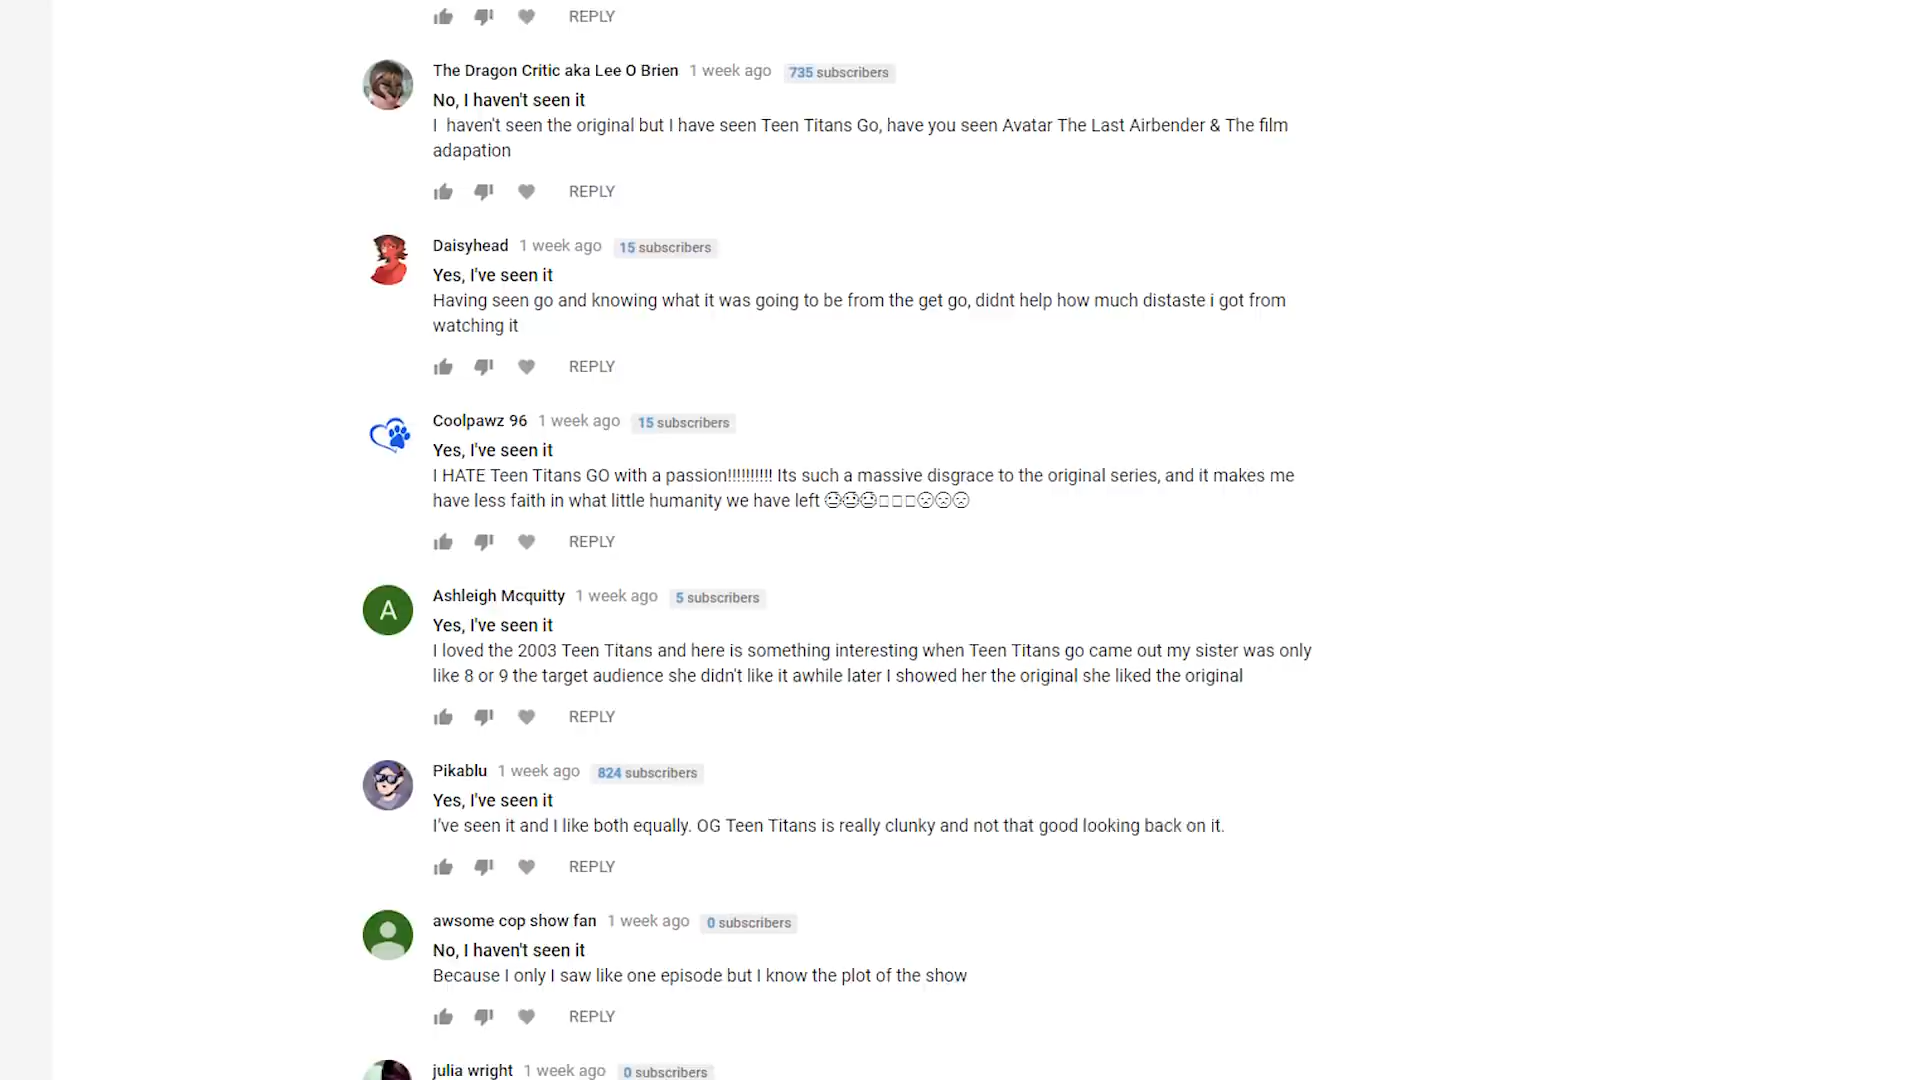 REPLY
The Dragon Critic aka Lee O Brien 1 week ago 735 subscribers
No, I haven't seen it
I  haven't seen the original but I have seen Teen Titans Go, have you seen Avatar The Last Airbender & The film
adapation
REPLY
Daisyhead 1 week ago 15 subscribers
Yes, I've seen it
Having seen go and knowing what it was going to be from the get go, didnt help how much distaste i got from
watching it
REPLY
Coolpawz 96 1 week ago 15 subscribers
Yes, I've seen it
I HATE Teen Titans GO with a passion!!!!!!!!!! Its such a massive disgrace to the original series, and it makes me
have less faith in what little humanity we have left
REPLY
A
Ashleigh Mcquitty 1 week ago 5 subscribers
Yes, I've seen it
I loved the 2003 Teen Titans and here is something interesting when Teen Titans go came out my sister was only
like 8 or 9 the target audience she didn't like it awhile later I showed her the original she liked the original
REPLY
Pikablu 1 week ago 824 subscribers
Yes, I've seen it
I've seen it and I like both equally. OG Teen Titans is really clunky and not that good looking back on it.
REPLY
awsome cop show fan 1 week ago 0 subscribers
No, I haven't seen it
Because I only I saw like one episode but I know the plot of the show
REPLY
julia wright 1 week ago 0 subscribers